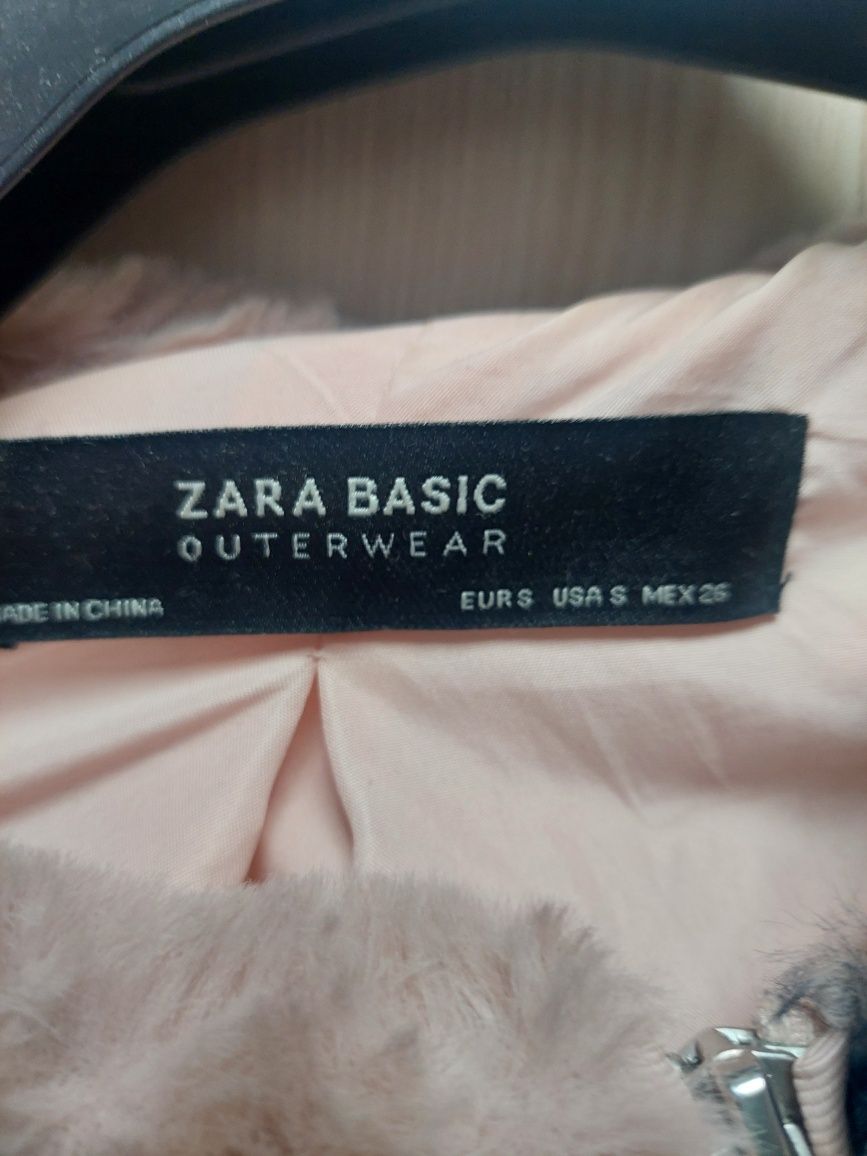 ZARA BASIC
OUTERWEAR
ADE IN CHINA
EUR S USA S MEX 26